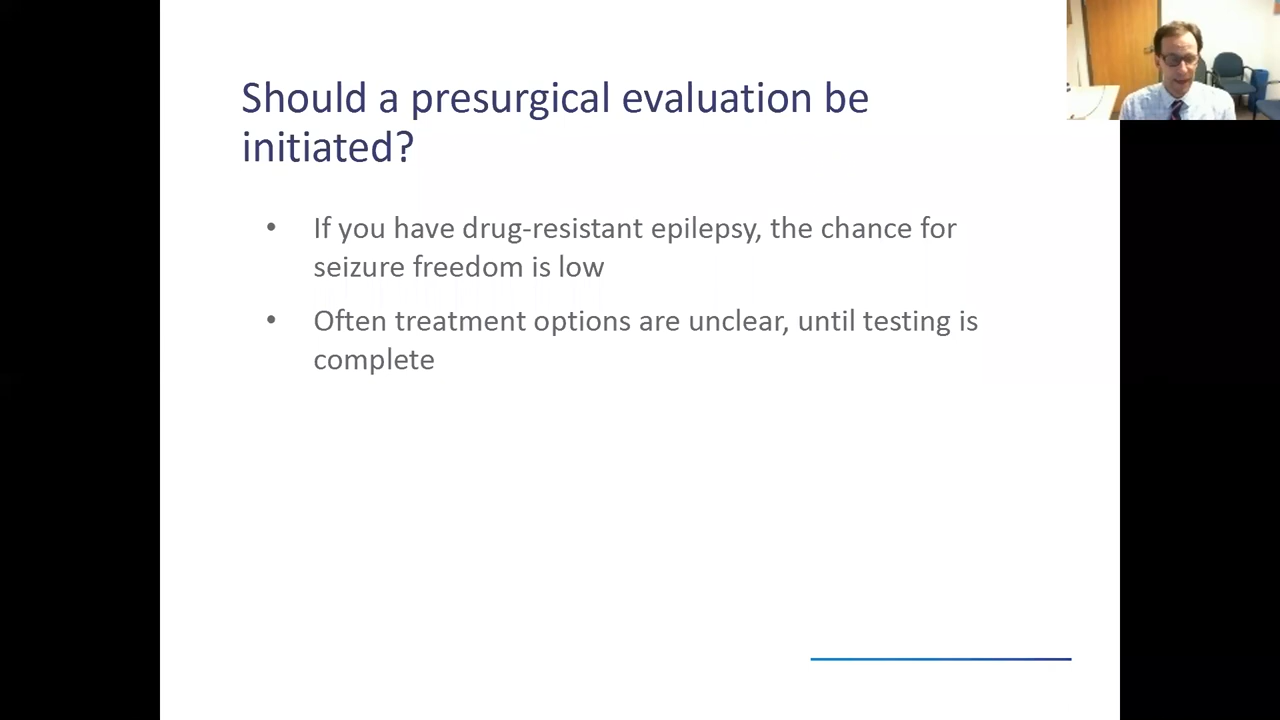 Should a presurgical evaluation be
initiated?
• If you have drug-resistant epilepsy, the chance for
seizure freedom is low
• Often treatment options are unclear, until testing is
complete